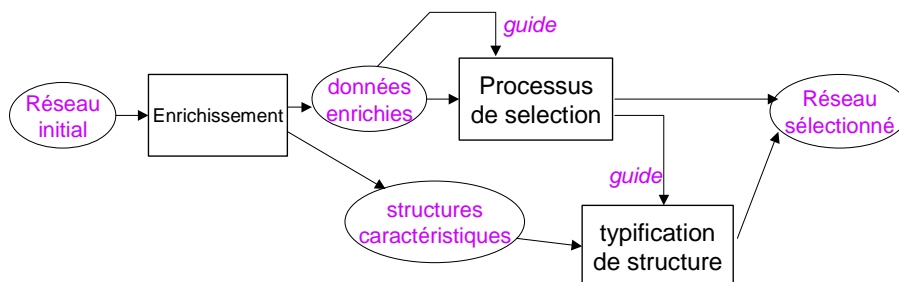 guide
Réseau
initial
Enrichissement
données
enrichies
Processus
de selection
Réseau
sélectionné
guide
structures
caractéristiques
typification
de structure